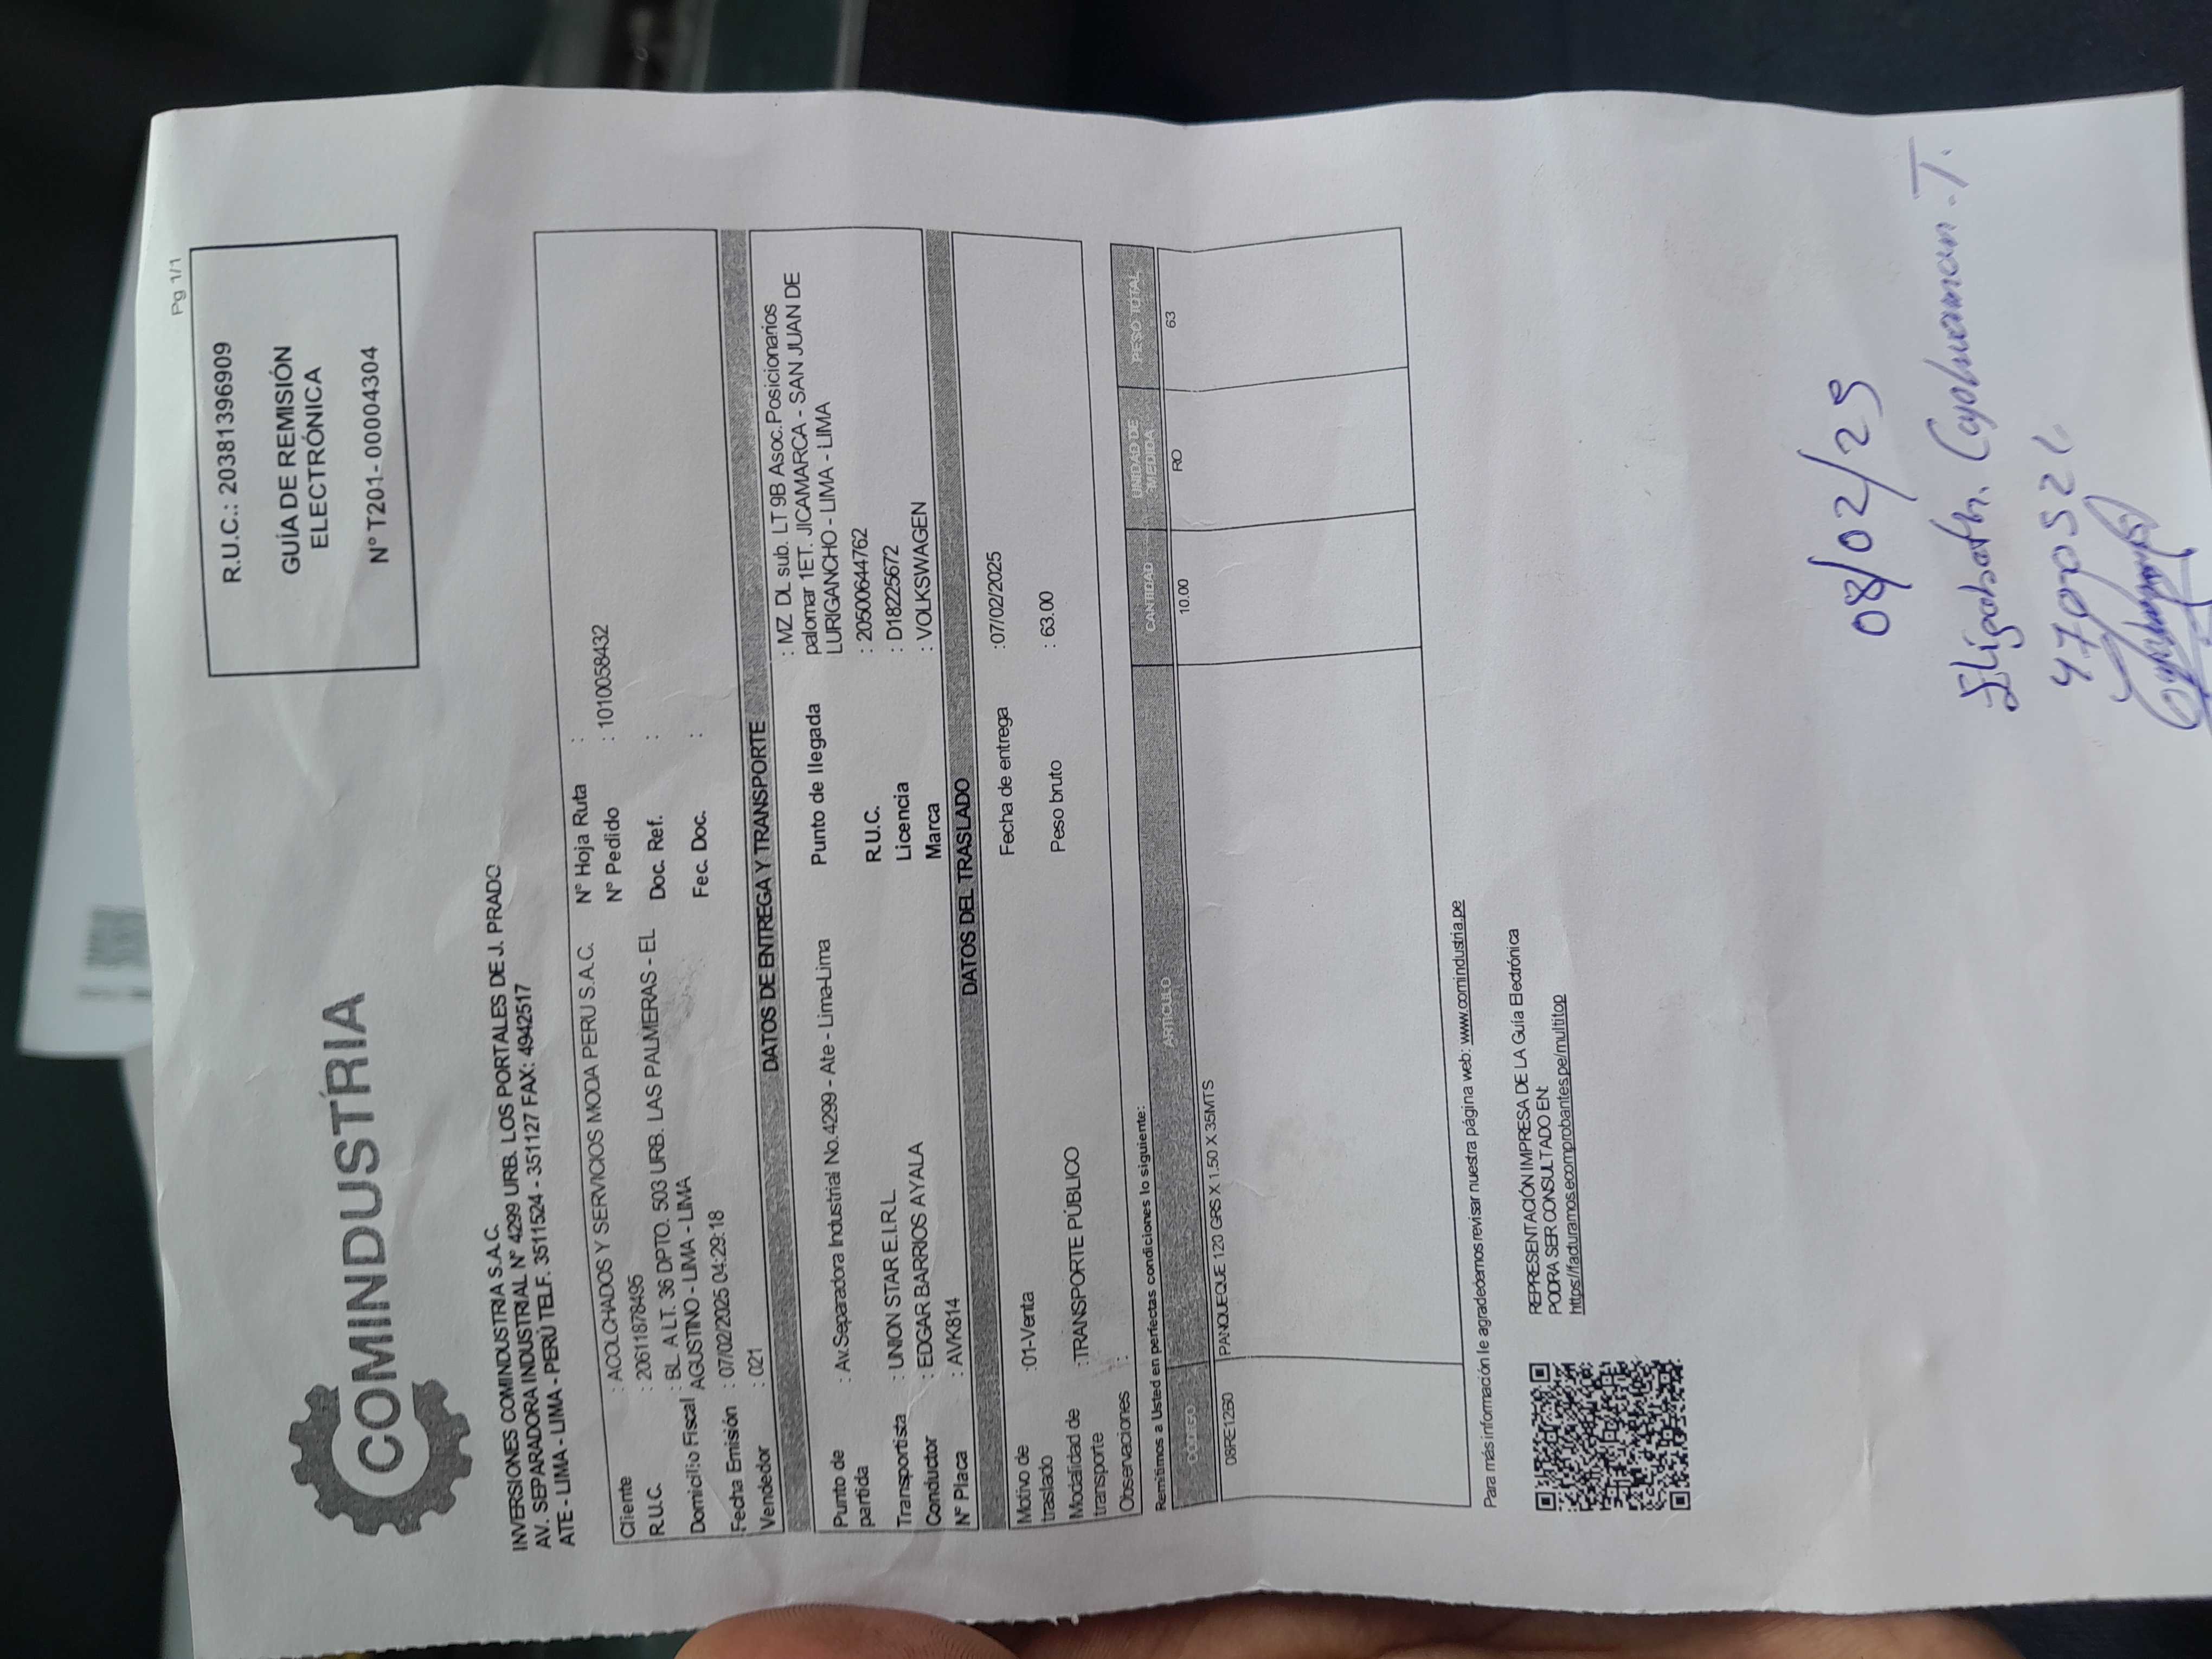 Pg 1/1
COMINDUSTRIA
R.U.C.: 20381396909
GUÍA DE REMISIÓN
ELECTRÓNICA
N° T201-00004304
INVERSIONES COMINDUSTRIA S.A.C.
AV. SEPARADORA INDUSTRIAL N° 4299 URB. LOS PORTALES DE J. PRADO
ATE - LIMA - LIMA - PERÚ TELF. 3511524 - 351127 FAX: 4942517
Cliente : ACOLCHADOS Y SERVICIOS MODA PERU S.A.C. N° Hoja Ruta :
R.U.C. : 20611878495 N° Pedido : 1010058432
Domicilio Fiscal : BL. A LT. 36 DPTO. 503 URB. LAS PALMERAS - EL Doc. Ref. :
AGUSTINO - LIMA - LIMA
Fecha Emisión : 07/02/2025 04:29:18 Fec. Doc. :
Vendedor : 021
DATOS DE ENTREGA Y TRANSPORTE
Punto de partida : Av.Separadora Industrial No.4299 - Ate - Lima-Lima Punto de llegada : MZ DL sub. LT 9B Asoc.Posicionarios
palomar 1ET. JICAMARCA - SAN JUAN DE
LURIGANCHO - LIMA - LIMA
Transportista : UNION STAR E.I.R.L. R.U.C. : 20500644762
Conductor : EDGAR BARRIOS AYALA Licencia : D18225672
N° Placa : AVK814 Marca : VOLKSWAGEN
DATOS DEL TRASLADO
Motivo de traslado :01-Venta Fecha de entrega :07/02/2025
Modalidad de transporte :TRANSPORTE PÚBLICO Peso bruto : 63.00
Observaciones :
Remitimos a Usted en perfectas condiciones lo siguiente:
CODIGO ARTÍCULO CANTIDAD UNIDAD DE MEDIDA PESO TOTAL
08RE12B0 PANQUEQUE 120 GRS X 1.50 X 35MTS 10.00 RO 63
Para más información le agradedemos revisar nuestra página web: www.comindustria.pe
REPRESENTACIÓN IMPRESA DE LA Guía Electrónica
PODRA SER CONSULTADO EN:
https://facturamos.ecomprobantes.pe/multitop
08/02/25